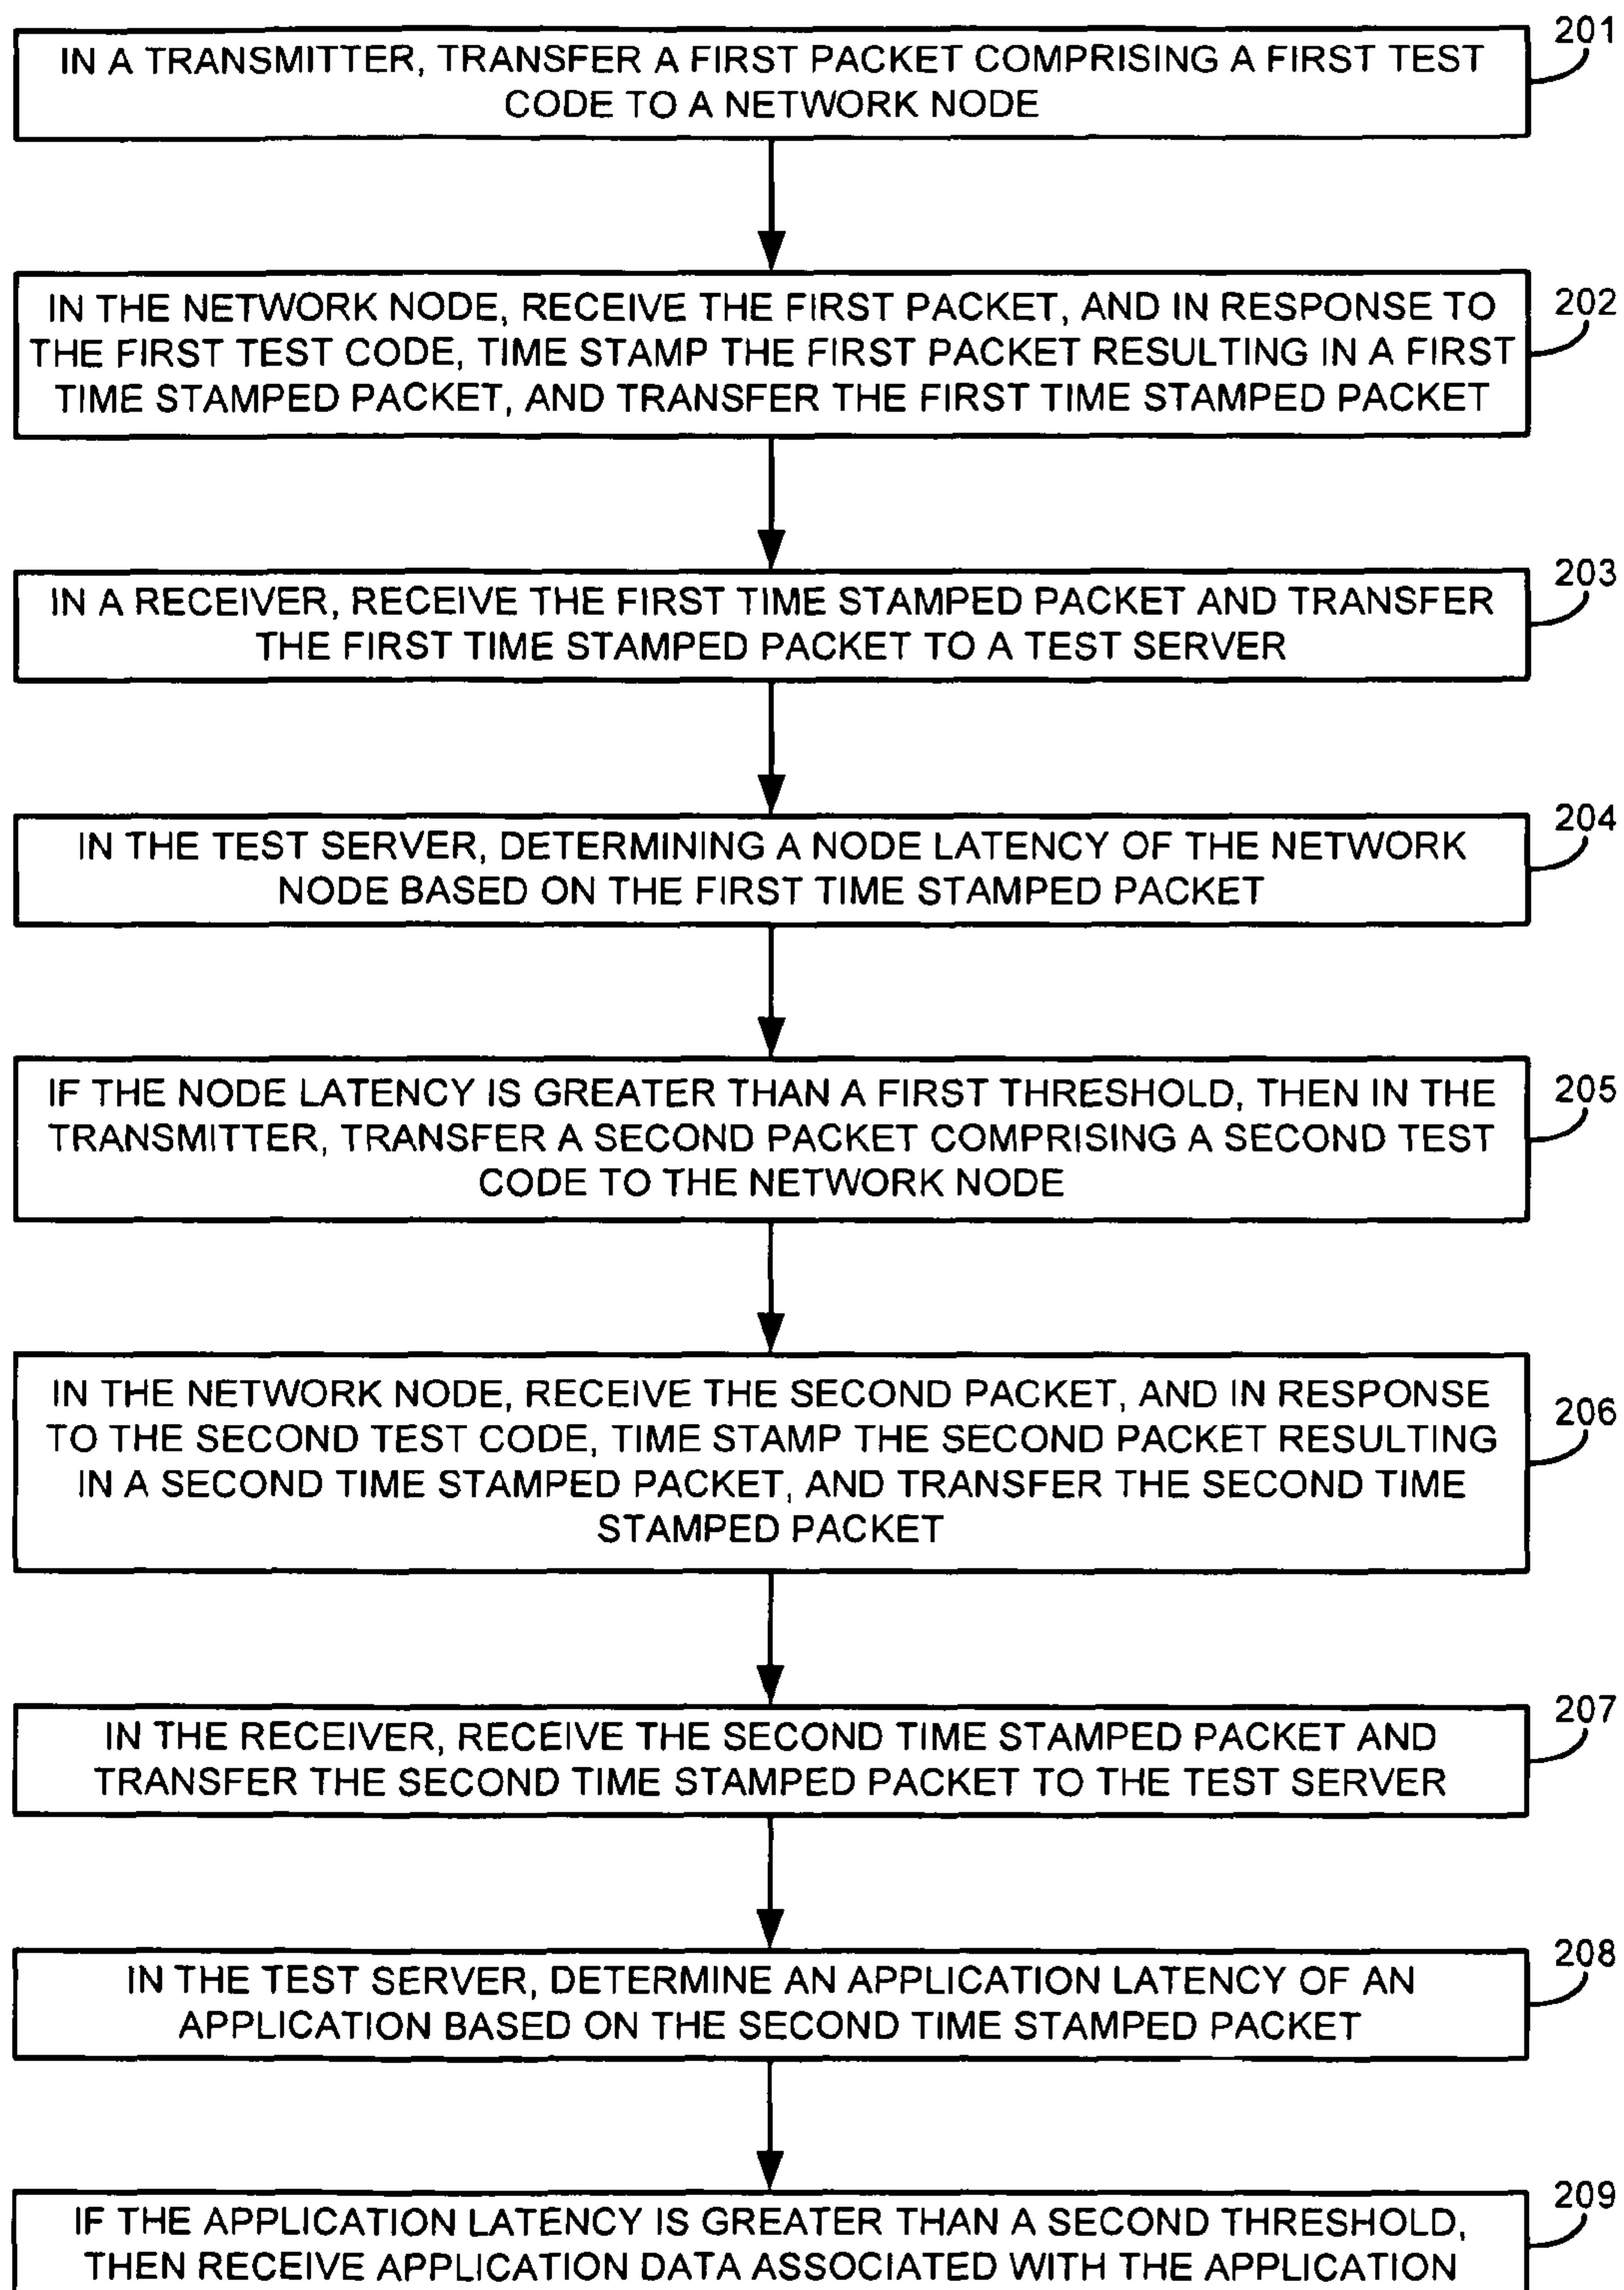 201
IN A TRANSMITTER, TRANSFER A FIRST PACKET COMPRISING A FIRST TEST
CODE TO A NETWORK NODE
202
IN THE NETWORK NODE, RECEIVE THE FIRST PACKET, AND IN RESPONSE TO
THE FIRST TEST CODE, TIME STAMP THE FIRST PACKET RESULTING IN A FIRST
TIME STAMPED PACKET, AND TRANSFER THE FIRST TIME STAMPED PACKET
203
IN A RECEIVER, RECEIVE THE FIRST TIME STAMPED PACKET AND TRANSFER
THE FIRST TIME STAMPED PACKET TO A TEST SERVER
204
IN THE TEST SERVER, DETERMINING A NODE LATENCY OF THE NETWORK
NODE BASED ON THE FIRST TIME STAMPED PACKET
205
IF THE NODE LATENCY IS GREATER THAN A FIRST THRESHOLD, THEN IN THE
TRANSMITTER, TRANSFER A SECOND PACKET COMPRISING A SECOND TEST
CODE TO THE NETWORK NODE
206
IN THE NETWORK NODE, RECEIVE THE SECOND PACKET, AND IN RESPONSE
TO THE SECOND TEST CODE, TIME STAMP THE SECOND PACKET RESULTING
IN A SECOND TIME STAMPED PACKET, AND TRANSFER THE SECOND TIME
STAMPED PACKET
207
IN THE RECEIVER, RECEIVE THE SECOND TIME STAMPED PACKET AND
TRANSFER THE SECOND TIME STAMPED PACKET TO THE TEST SERVER
208
IN THE TEST SERVER, DETERMINE AN APPLICATION LATENCY OF AN
APPLICATION BASED ON THE SECOND TIME STAMPED PACKET
209
IF THE APPLICATION LATENCY IS GREATER THAN A SECOND THRESHOLD,
THEN RECEIVE APPLICATION DATA ASSOCIATED WITH THE APPLICATION